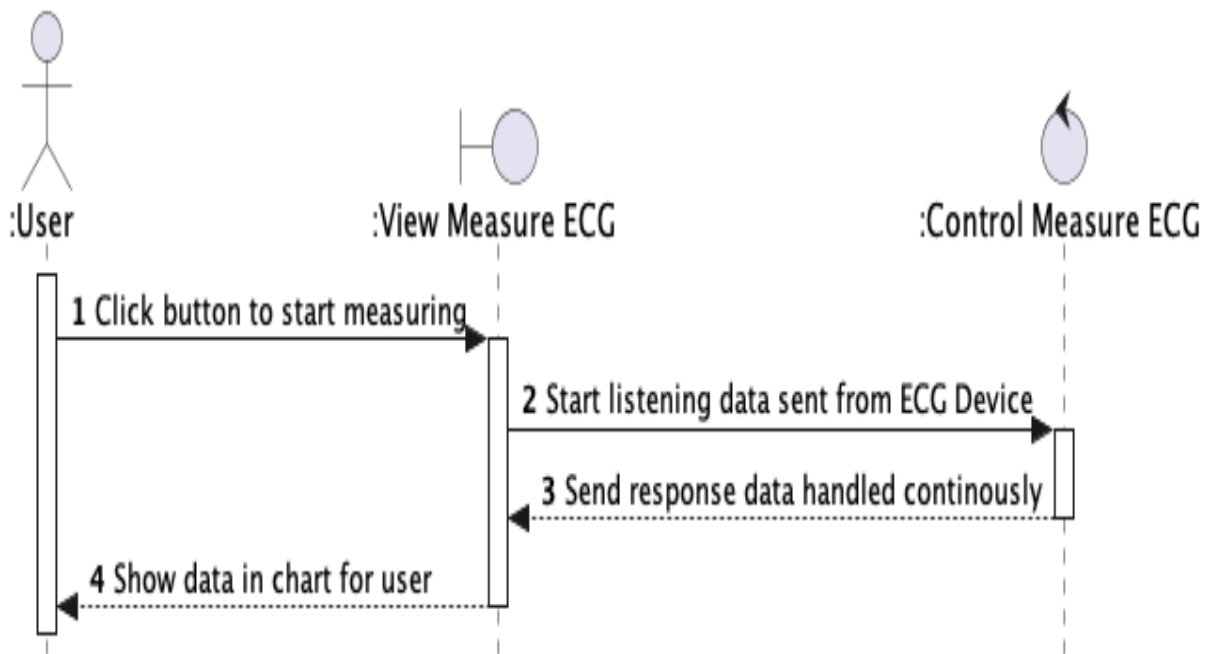 :User
:View Measure ECG
:Control Measure ECG
1 Click button to start measuring
2 Start listening data sent from ECG Device
3 Send response data handled continously
4 Show data in chart for user